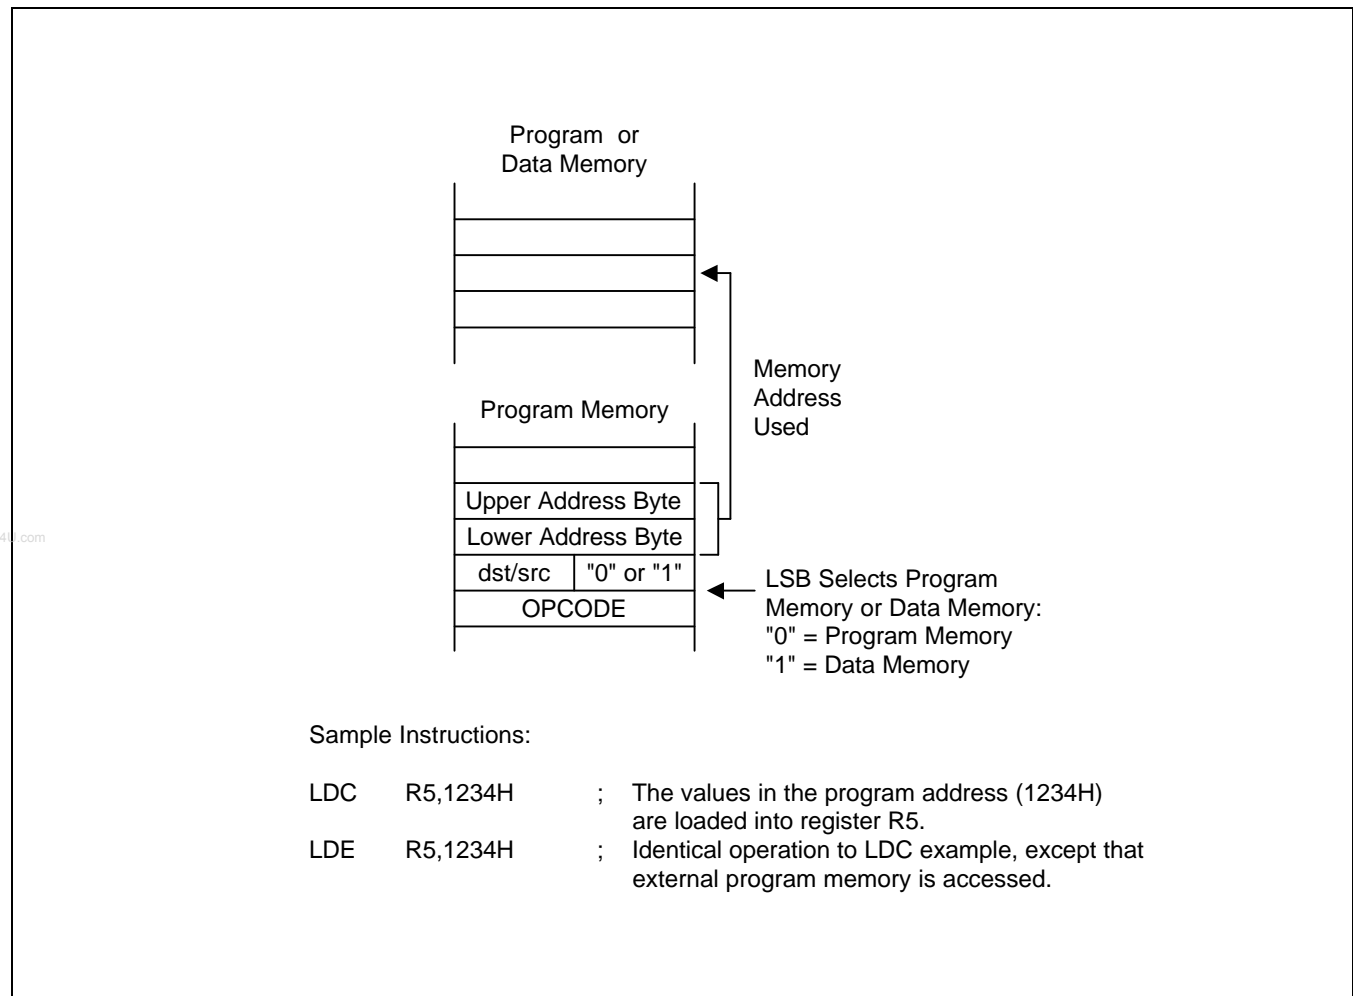 Program or
Data Memory
Memory
Address
Used
Program Memory
Upper Address Byte
Lower Address Byte
dst/src "0" or "1"
OPCODE
LSB Selects Program
Memory or Data Memory:
"0" = Program Memory
"1" = Data Memory
4U.com
Sample Instructions:
LDC R5,1234H ; The values in the program address (1234H)
are loaded into register R5.
LDE R5,1234H ; Identical operation to LDC example, except that
external program memory is accessed.